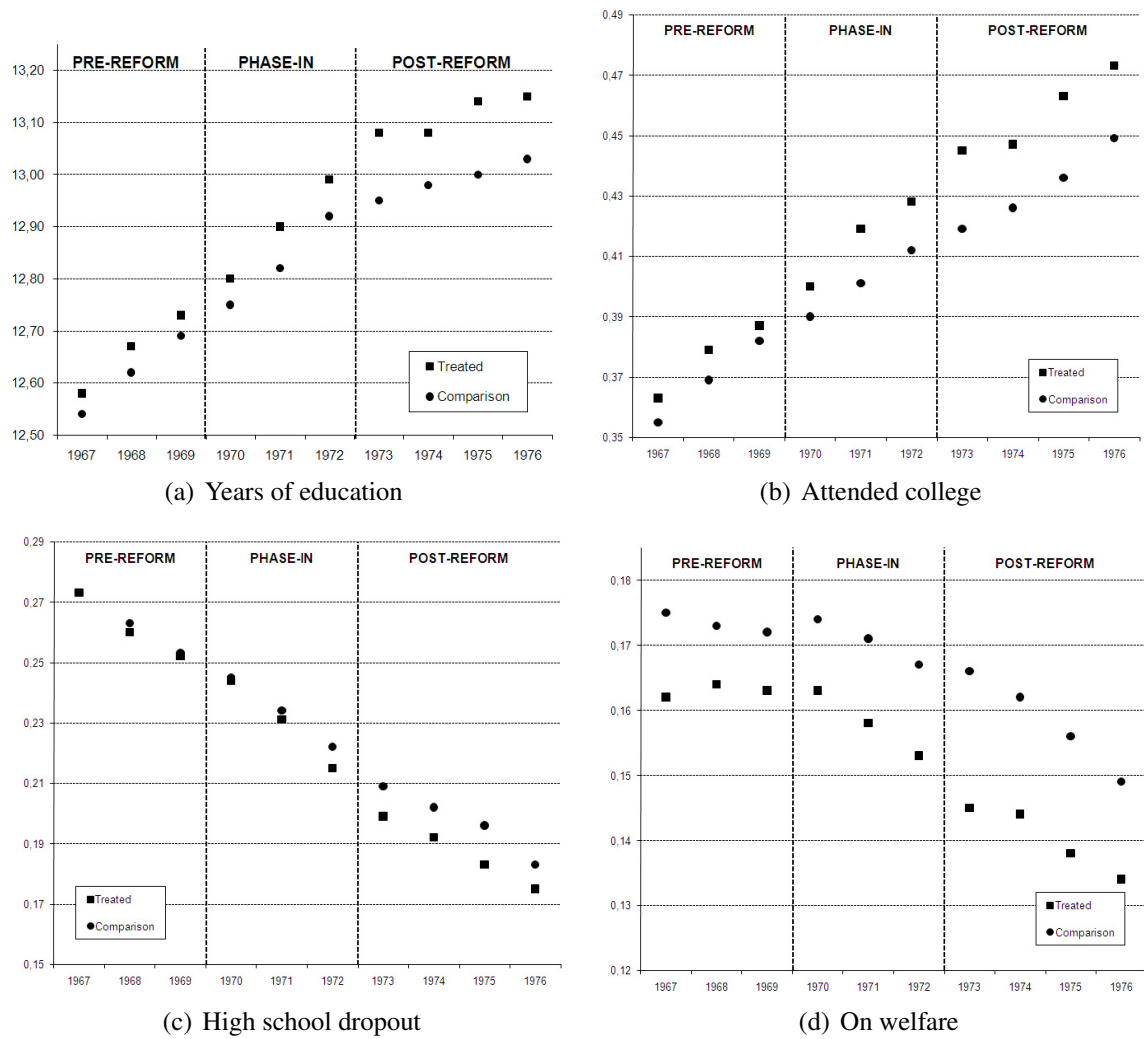 PRE-REFORM PHASE-IN POST-REFORM
13,20
13,10
13,00
12,90
12,80
12,70
12,60
12,50
Treated
Comparison
1967 1968 1969 1970 1971 1972 1973 1974 1975 1976
(a) Years of education
0,49
PRE-REFORM PHASE-IN POST-REFORM
0,47
0,45
0,43
0,41
0,39
0,37
0,35
Treated
Comparison
1967 1968 1969 1970 1971 1972 1973 1974 1975 1976
(b) Attended college
0,29
PRE-REFORM PHASE-IN POST-REFORM
0,27
0,25
0,23
0,21
0,19
0,17
0,15
Treated
Comparison
1967 1968 1969 1970 1971 1972 1973 1974 1975 1976
(c) High school dropout
PRE-REFORM PHASE-IN POST-REFORM
0,18
0,17
0,16
0,15
0,14
0,13
0,12
Treated
Comparison
1967 1968 1969 1970 1971 1972 1973 1974 1975 1976
(d) On welfare